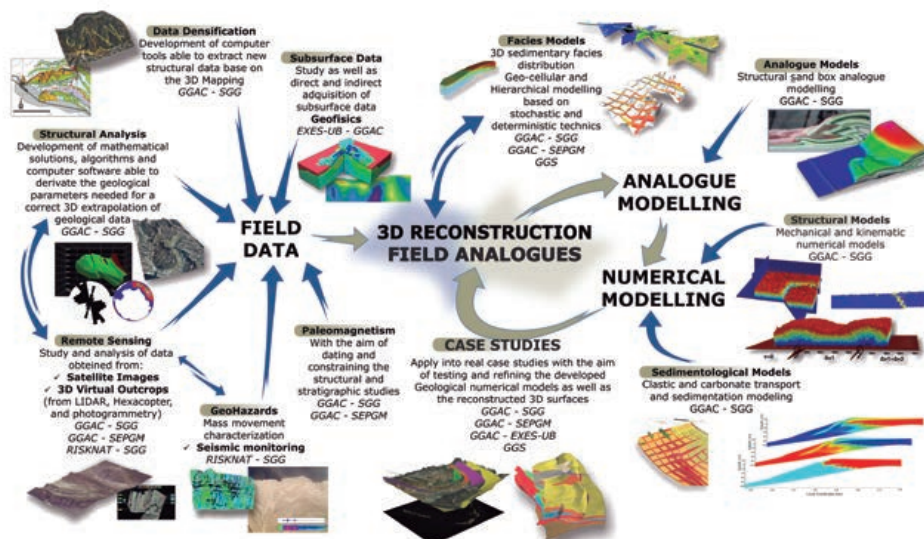 Data Densification
Development of computer
tools able to extract new
structural data base on
the 3D Mapping
GGAC - SGG
Subsurface Data
Study as well as
direct and indirect
adquisition of
subsurface data
Geofisics
EXES-UB - GGAC
Facies Models
3D sedimentary facies
distribution
Geo-cellular and
Hierarchical modelling
based on
stochastic and
deterministic technics
GGAC - SGG
GGAC - SEPGM
GGS
Analogue Models
Structural sand box analogue
modelling
GGAC - SGG
Structural Analysis
Development of mathematical
solutions, algorithms and
computer software able to
derivate the geological
parameters needed for a
correct 3D extrapolation of
geological data
GGAC - SGG
FIELD
DATA
3D RECONSTRUCTION
FIELD ANALOGUES
ANALOGUE
MODELLING
NUMERICAL
MODELLING
Structural Models
Mechanical and kinematic
numerical models
GGAC - SGG
Remote Sensing
Study and analysis of data
obteined from:
✓ Satellite Images
✓ 3D Virtual Outcrops
(from LIDAR, Hexacopter,
and photogrammetry)
GGAC - SGG
GGAC - SEPGM
RISKNAT - SGG
GeoHazards
Mass movement
characterization
✓ Seismic monitoring
RISKNAT - SGG
Paleomagnetism
With the aim of
dating and
constraining the
structural and
stratigraphic studies
GGAC - SGG
GGAC - SEPGM
CASE STUDIES
Apply into real case studies with the aim
of testing and refining the developed
Geological numerical models as well as
the reconstructed 3D surfaces
GGAC - SGG
GGAC - SEPGM
GGAC - EXES-UB
GGS
Sedimentological Models
Clastic and carbonate transport
and sedimentation modeling
GGAC - SGG